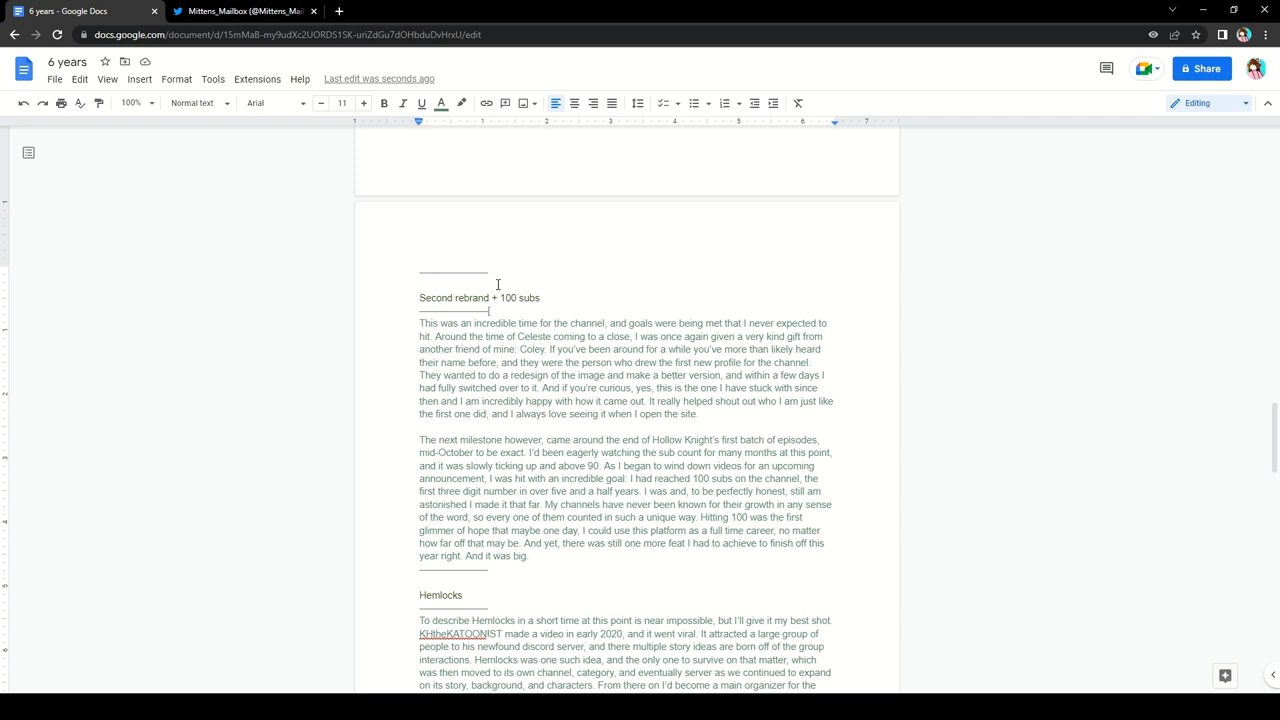 6 years - Google Docs
Mittens_Mailbox (@Mittens_Mai
docs.google.com/document/d/15mMaB-my9udXc2UORDS1SK-uriZdGu7dOHbduDvHrxU/edit
6 years
File Edit View Insert Format Tools Extensions Help Last edit was seconds ago
Share
100% Normal text Arial 11 Editing
1 1 2 3 4 5 6 7
Second rebrand + 100 subs
This was an incredible time for the channel, and goals were being met that I never expected to
hit. Around the time of Celeste coming to a close, I was once again given a very kind gift from
another friend of mine: Coley. If you've been around for a while you've more than likely heard
their name before, and they were the person who drew the first new profile for the channel.
They wanted to do a redesign of the image and make a better version, and within a few days I
had fully switched over to it. And if you're curious, yes, this is the one I have stuck with since
then and I am incredibly happy with how it came out. It really helped shout out who I am just like
the first one did, and I always love seeing it when I open the site.
The next milestone however, came around the end of Hollow Knight's first batch of episodes,
mid-October to be exact. I'd been eagerly watching the sub count for many months at this point,
and it was slowly ticking up and above 90. As I began to wind down videos for an upcoming
announcement, I was hit with an incredible goal: I had reached 100 subs on the channel, the
first three digit number in over five and a half years. I was and, to be perfectly honest, still am
astonished I made it that far. My channels have never been known for their growth in any sense
of the word, so every one of them counted in such a unique way. Hitting 100 was the first
glimmer of hope that maybe one day, I could use this platform as a full time career, no matter
how far off that may be. And yet, there was still one more feat I had to achieve to finish off this
year right. And it was big.
Hemlocks
To describe Hemlocks in a short time at this point is near impossible, but I'll give it my best shot.
KHtheKATOONIST made a video in early 2020, and it went viral. It attracted a large group of
people to his newfound discord server, and there multiple story ideas are born off of the group
interactions. Hemlocks was one such idea, and the only one to survive on that matter, which
was then moved to its own channel, category, and eventually server as we continued to expand
on its story, background, and characters. From there on I'd become a main organizer for the